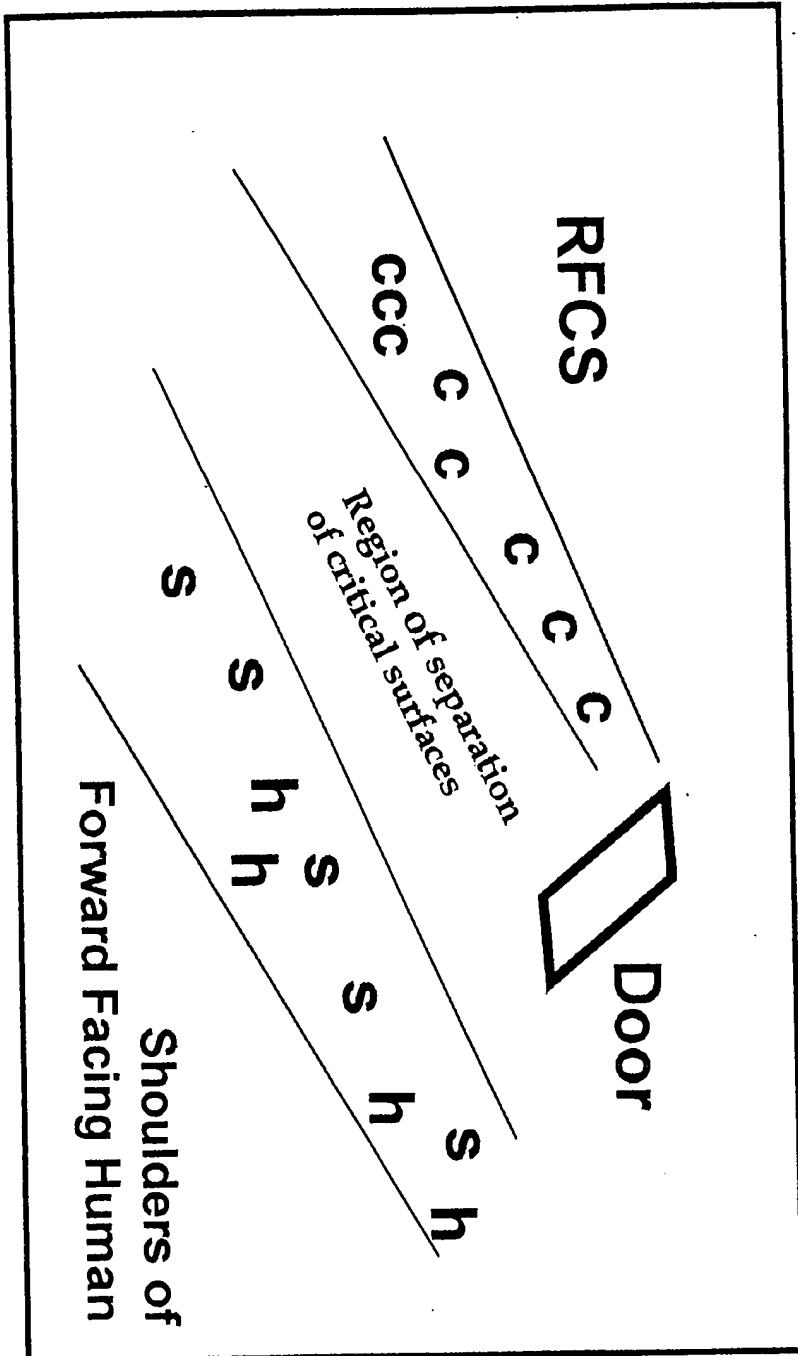 Door
RFCS
c
c
c
c c
ccc
Region of separation
of critical surfaces
s h
h
s
s
h h
s
s
Shoulders of
Forward Facing Human